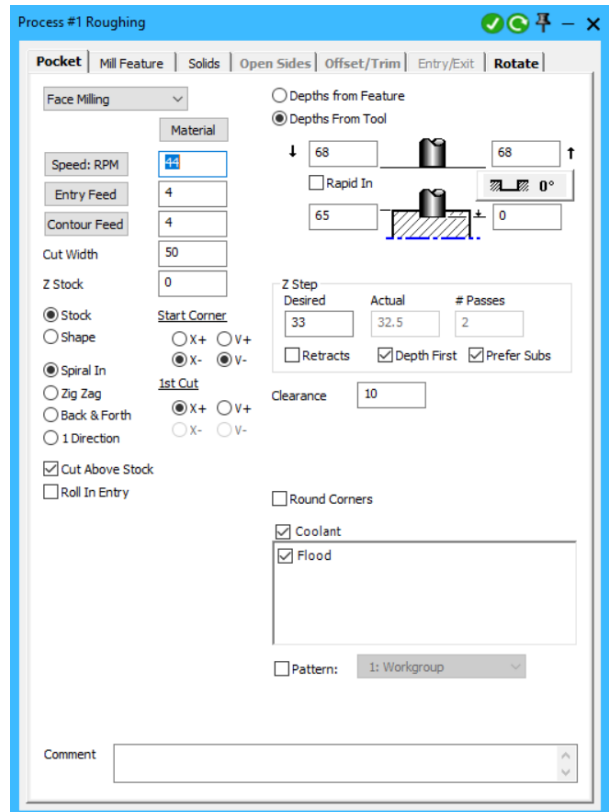 Process #1 Roughing
Pocket Mill Feature Solids Open Sides Offset/Trim Entry/Exit Rotate
Face Milling
Depths from Feature
Material
Depths From Tool
Speed: RPM 44
68 68
Rapid In
0°
Entry Feed 4
Contour Feed 4
65 0
Cut Width 50
Z Stock 0
Z Step
Desired Actual # Passes
33 32.5 2
Retracts Depth First Prefer Subs
Stock
Shape
Start Corner
X+ V+
X- V-
Spiral In
Zig Zag
Back & Forth
1 Direction
1st Cut
X+ V+
X- V-
Clearance 10
Cut Above Stock
Roll In Entry
Round Corners
Coolant
Flood
Pattern: 1: Workgroup
Comment